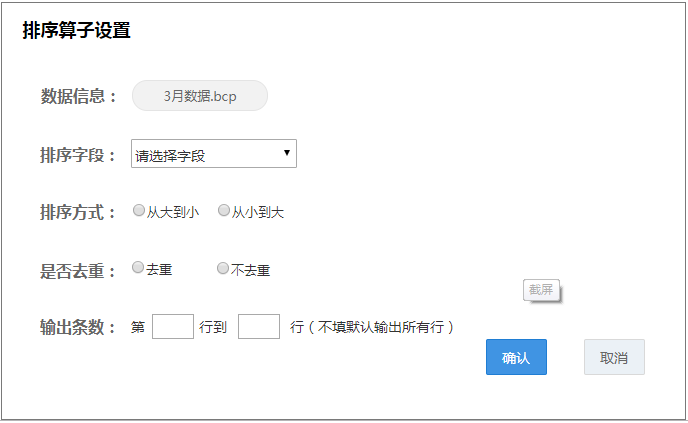 排序算子设置
数据信息： 3月数据.bcp
排序字段： 请选择字段
排序方式： 从大到小 从小到大
是否去重： 去重 不去重
截屏
输出条数： 第 行到 行（不填默认输出所有行）
确认 取消